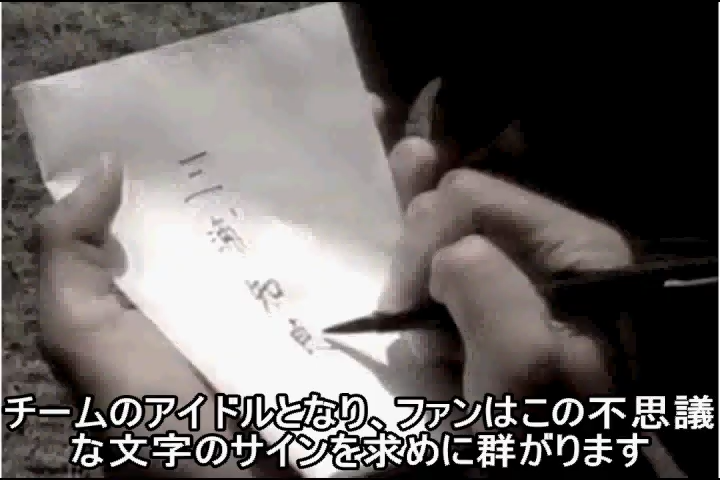 三
チームのアイドルとなり、ファンはこの不思議
な文字のサインを求めに群がります